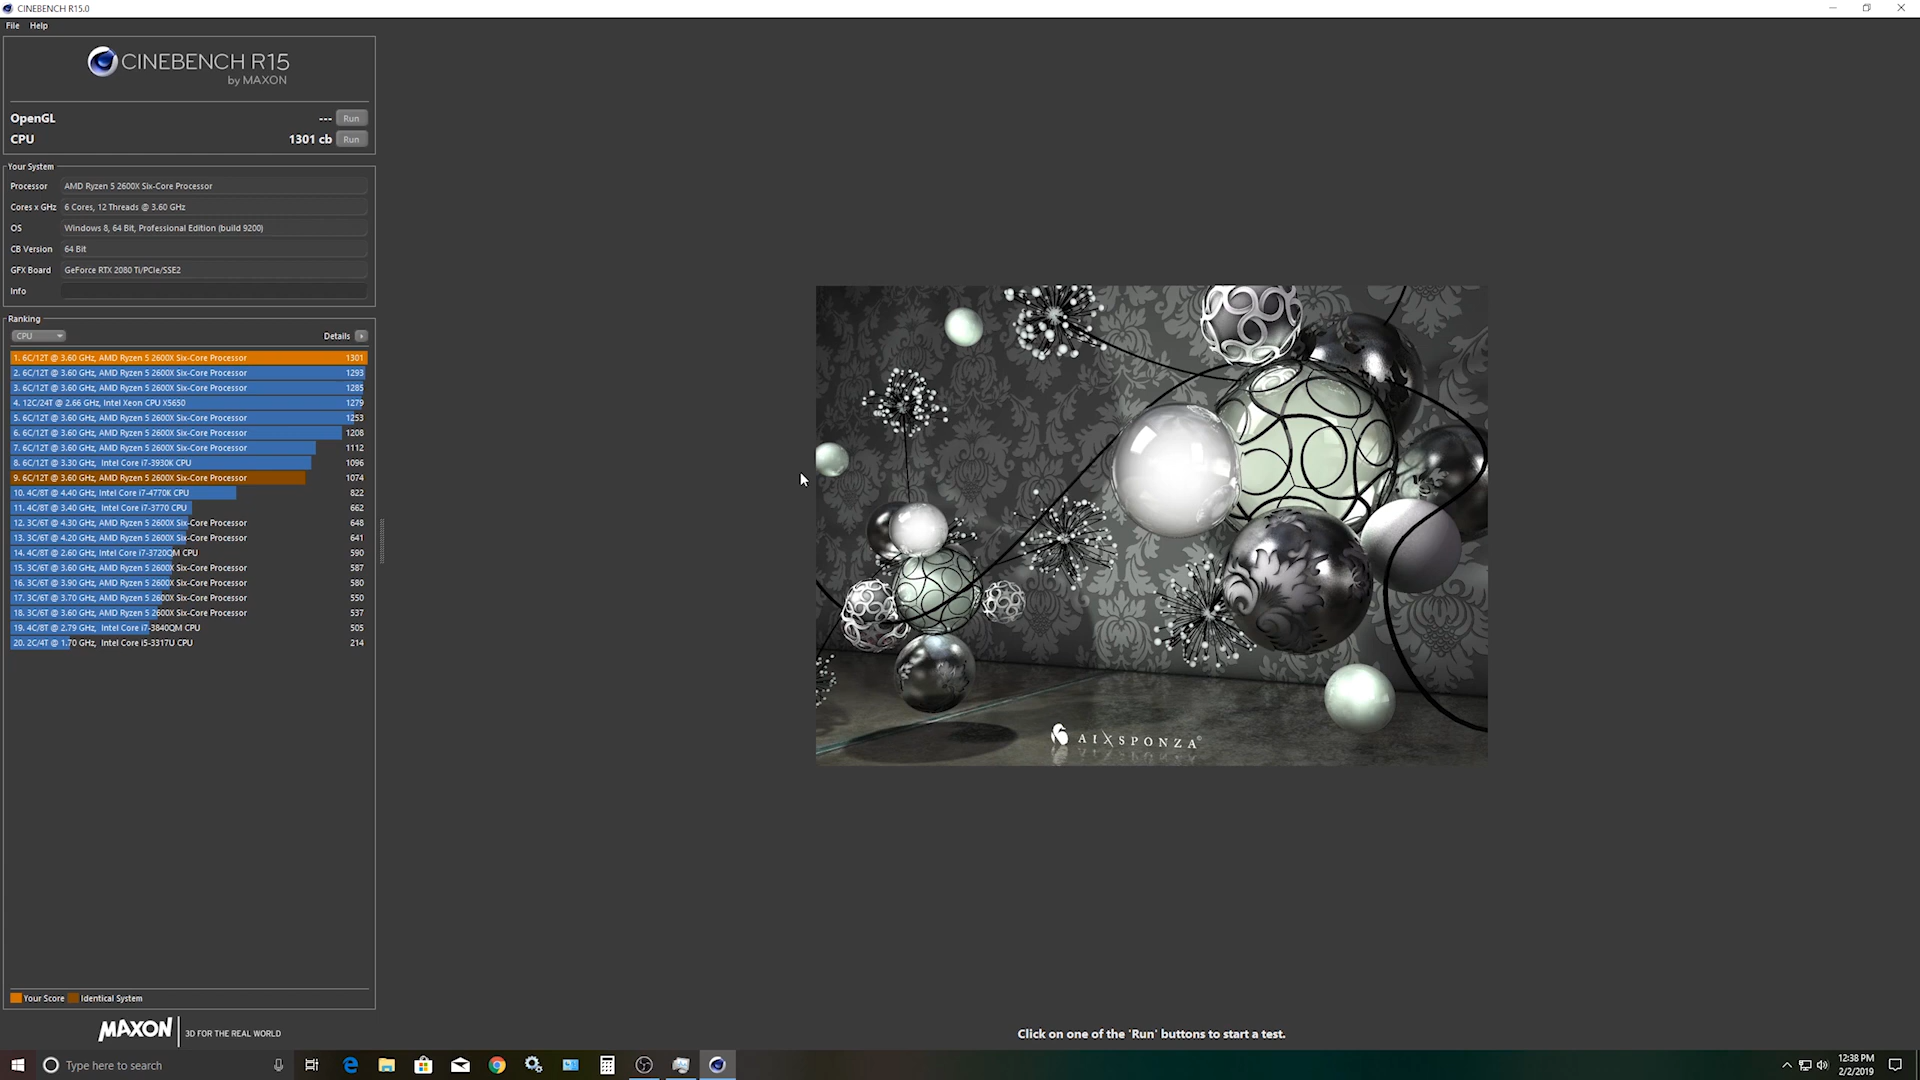 CINEBENCH R15.0
File Help
CINEBENCH R15
by MAXON
OpenGL --- Run
CPU 1301 cb Run
Your System
Processor AMD Ryzen 5 2600X Six-Core Processor
Cores x GHz 6 Cores, 12 Threads @ 3.60 GHz
OS Windows 8, 64 Bit, Professional Edition (build 9200)
CB Version 64 Bit
GFX Board GeForce RTX 2080 Ti/PCIe/SSE2
Info
Ranking
CPU Details
1. 6C/12T @ 3.60 GHz, AMD Ryzen 5 2600X Six-Core Processor 1301
2. 6C/12T @ 3.60 GHz, AMD Ryzen 5 2600X Six-Core Processor 1293
3. 6C/12T @ 3.60 GHz, AMD Ryzen 5 2600X Six-Core Processor 1285
4. 12C/24T @ 2.66 GHz, Intel Xeon CPU X5650 1279
5. 6C/12T @ 3.60 GHz, AMD Ryzen 5 2600X Six-Core Processor 1253
6. 6C/12T @ 3.60 GHz, AMD Ryzen 5 2600X Six-Core Processor 1208
7. 6C/12T @ 3.60 GHz, AMD Ryzen 5 2600X Six-Core Processor 1112
8. 6C/12T @ 3.30 GHz, Intel Core i7-3930K CPU 1096
9. 6C/12T @ 3.60 GHz, AMD Ryzen 5 2600X Six-Core Processor 1074
10. 4C/8T @ 4.40 GHz, Intel Core i7-4770K CPU 822
11. 4C/8T @ 3.40 GHz, Intel Core i7-3770 CPU 662
12. 3C/6T @ 4.30 GHz, AMD Ryzen 5 2600X Six-Core Processor 648
13. 3C/6T @ 4.20 GHz, AMD Ryzen 5 2600X Six-Core Processor 641
14. 4C/8T @ 2.60 GHz, Intel Core i7-3720QM CPU 590
15. 3C/6T @ 3.60 GHz, AMD Ryzen 5 2600X Six-Core Processor 587
16. 3C/6T @ 3.90 GHz, AMD Ryzen 5 2600X Six-Core Processor 580
17. 3C/6T @ 3.70 GHz, AMD Ryzen 5 2600X Six-Core Processor 550
18. 3C/6T @ 3.60 GHz, AMD Ryzen 5 2600X Six-Core Processor 537
19. 4C/8T @ 2.79 GHz, Intel Core i7-3840QM CPU 505
20. 2C/4T @ 1.70 GHz, Intel Core i5-3317U CPU 214
AIXSPONZA
Your Score Identical System
MAXON 3D FOR THE REAL WORLD
Click on one of the 'Run' buttons to start a test.
Type here to search
12:38 PM
2/2/2019